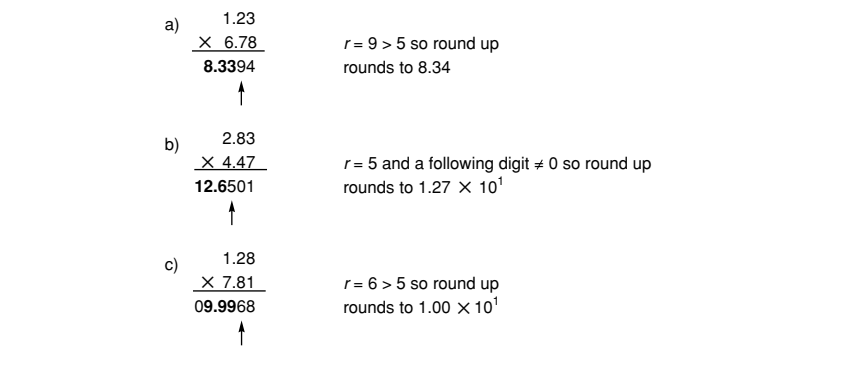 a) 1.23
× 6.78 r = 9 > 5 so round up
8.3394 rounds to 8.34
b) 2.83
× 4.47 r = 5 and a following digit ≠ 0 so round up
12.6501 rounds to 1.27 × 10¹
c) 1.28
× 7.81 r = 6 > 5 so round up
09.9968 rounds to 1.00 × 10¹